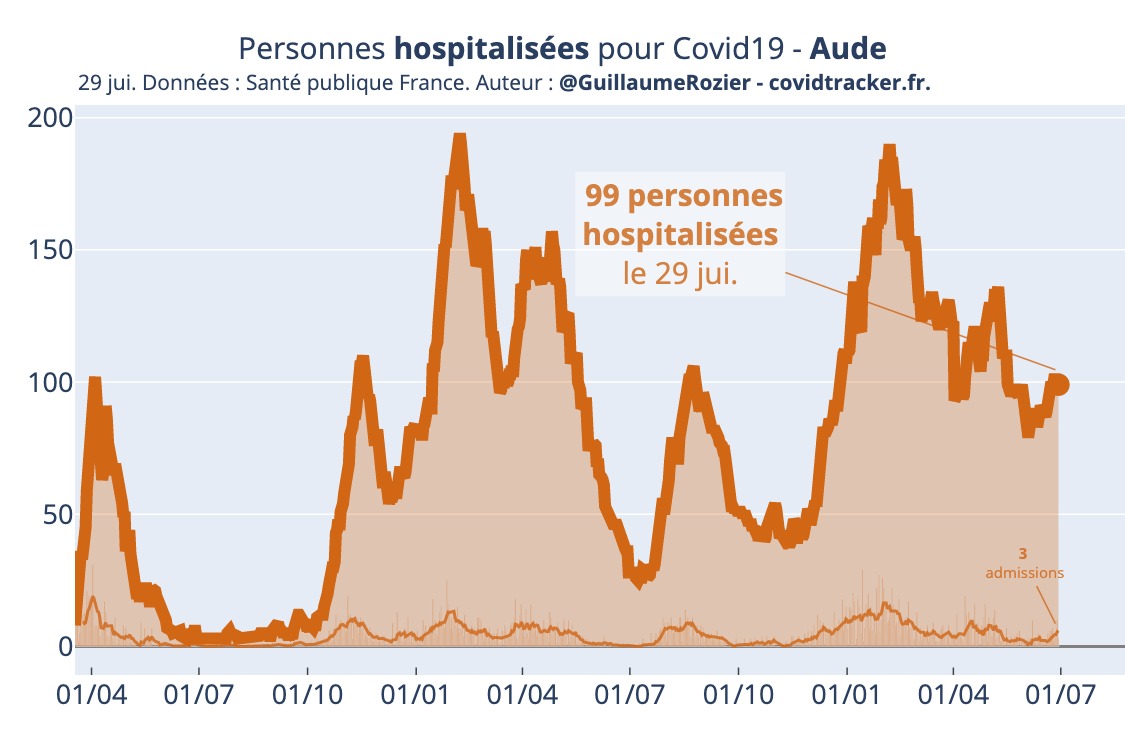 Personnes hospitalisées pour Covid19 - Aude
29 jui. Données : Santé publique France. Auteur : @GuillaumeRozier - covidtracker.fr.
200
150
100
50
0
99 personnes
hospitalisées
le 29 jui.
3
admissions
01/04 01/07 01/10 01/01 01/04 01/07 01/10 01/01 01/04 01/07